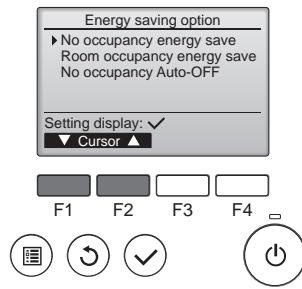 Energy saving option
No occupancy energy save
Room occupancy energy save
No occupancy Auto-OFF
Setting display:
Cursor
F1 F2 F3 F4